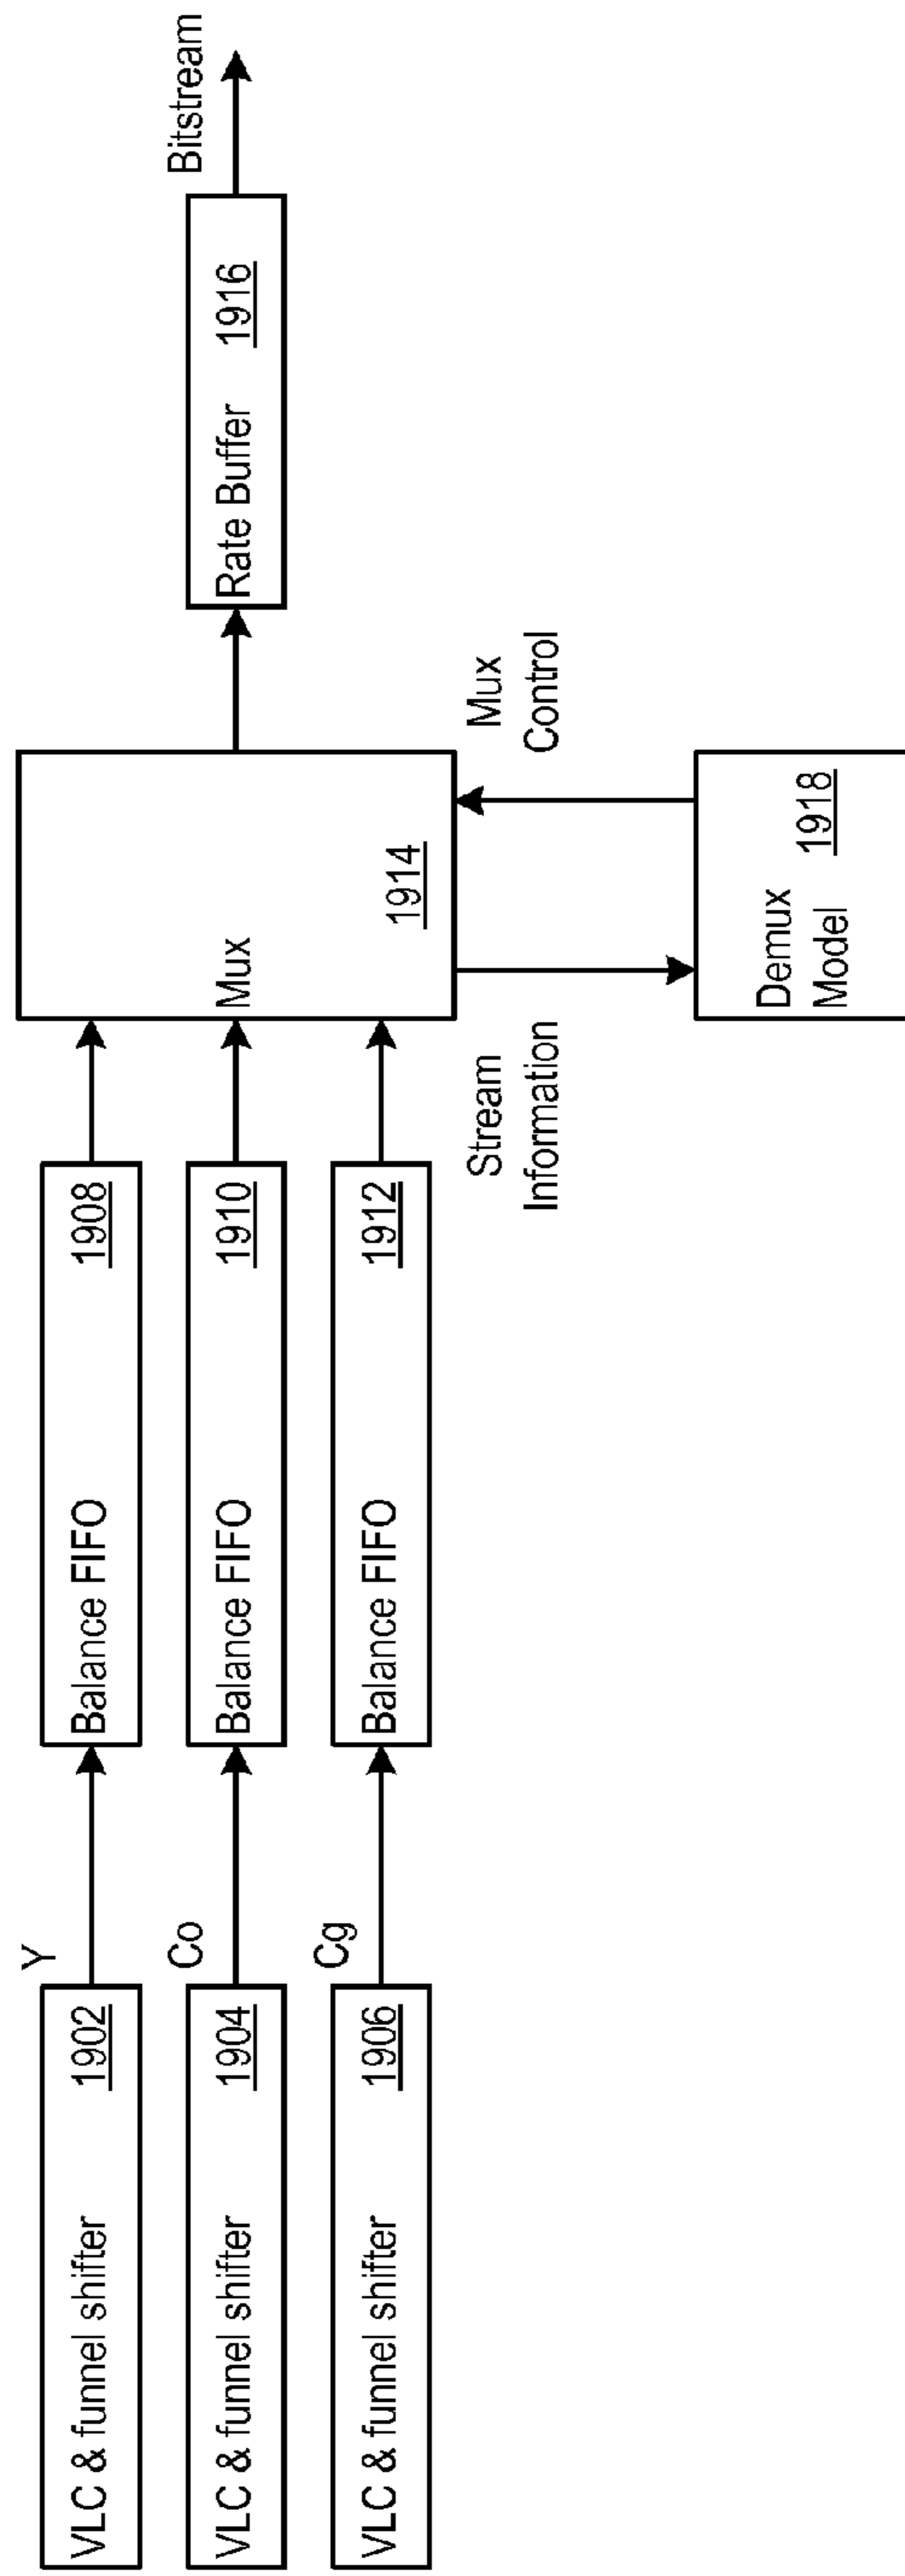 VLC & funnel shifter 1902
Y
Balance FIFO 1908
VLC & funnel shifter 1904
Co
Balance FIFO 1910
VLC & funnel shifter 1906
Cg
Balance FIFO 1912
Mux
1914
Rate Buffer 1916
Bitstream
Stream
Information
Mux
Control
Demux
Model 1918